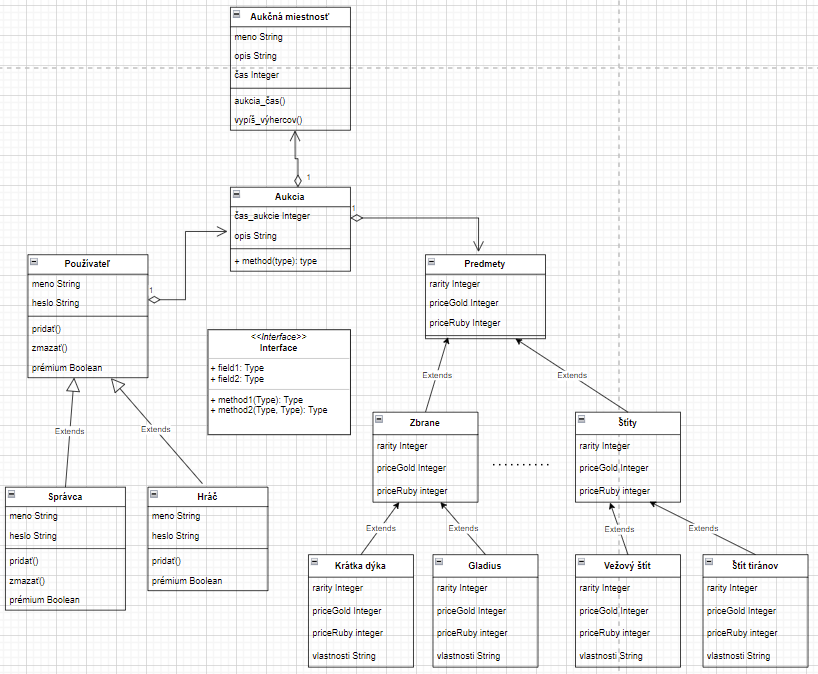 Aukčná miestnosť
meno String
opis String
čas Integer
aukcia_čas()
vypíš_výhercov()
1
Aukcia
čas_aukcie Integer
opis String
+ method(type): type
1
Používateľ
meno String
heslo String
pridať()
zmazať()
prémium Boolean
1
Predmety
rarity Integer
priceGold Integer
priceRuby Integer
<<Interface>>
Interface
+ field1: Type
+ field2: Type
+ method1(Type): Type
+ method2(Type, Type): Type
Extends
Extends
Extends
Extends
Zbrane
rarity Integer
priceGold Integer
priceRuby integer
Štíty
rarity Integer
priceGold Integer
priceRuby integer
Správca
meno String
heslo String
pridať()
zmazať()
prémium Boolean
Hráč
meno String
heslo String
pridať()
prémium Boolean
Extends
Extends
Extends
Extends
Krátka dýka
rarity Integer
priceGold Integer
priceRuby integer
vlastnosti String
Gladius
rarity Integer
priceGold Integer
priceRuby integer
vlastnosti String
Vežový štít
rarity Integer
priceGold Integer
priceRuby integer
vlastnosti String
Štít tiránov
rarity Integer
priceGold Integer
priceRuby integer
vlastnosti String